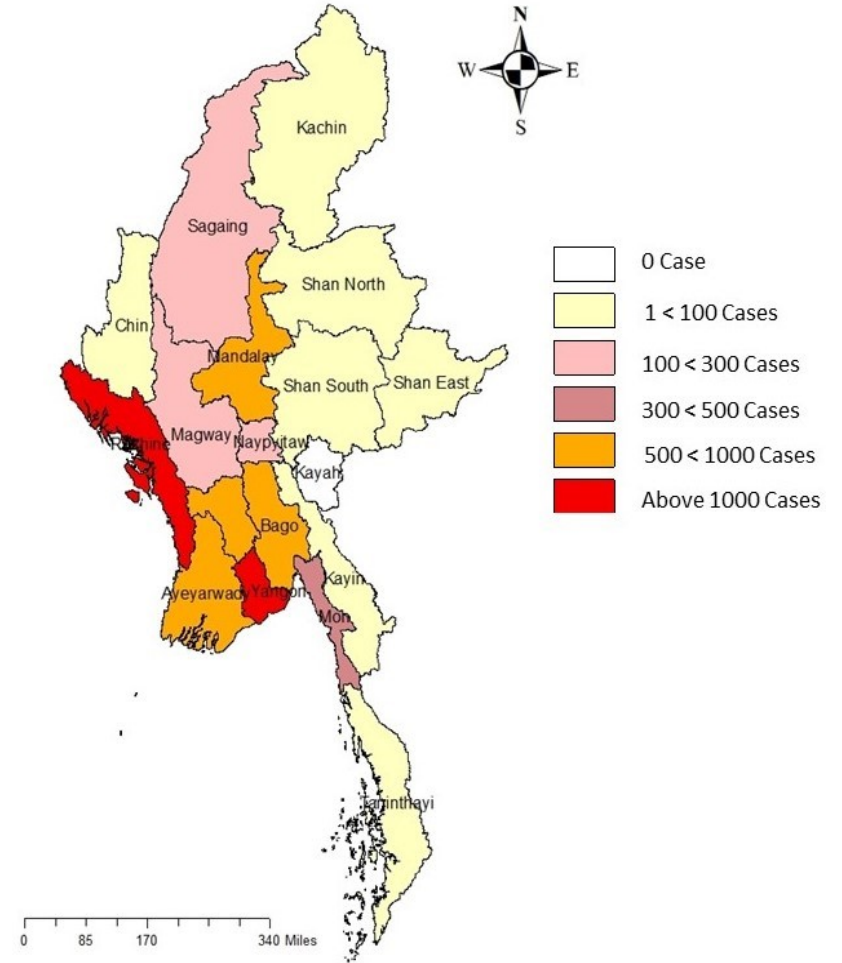 N
W E
S
Kachin
Sagaing
Shan North
Chin
Mandalay
Shan South
Shan East
Rakhine
Magway
Naypyitaw
Kayah
Bago
Ayeyarwady
Yangon
Kayin
Mon
Taninthayi
0 Case
1 < 100 Cases
100 < 300 Cases
300 < 500 Cases
500 < 1000 Cases
Above 1000 Cases
0 85 170 340 Miles